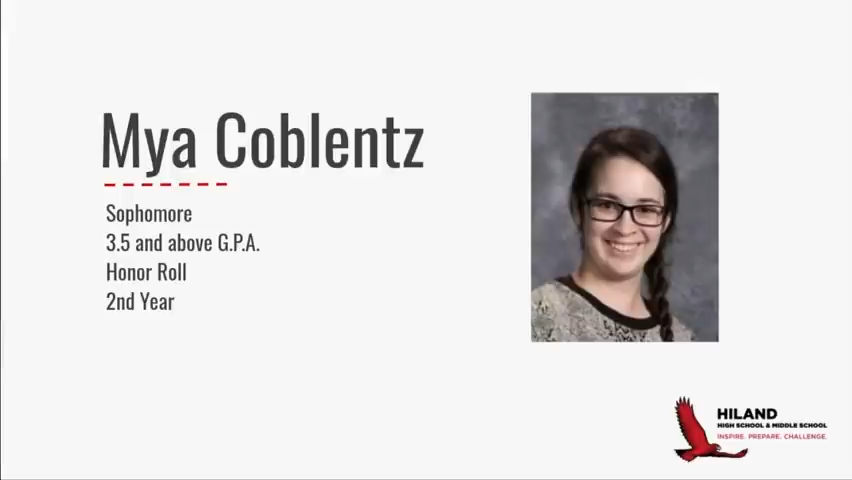 Mya Coblentz
Sophomore
3.5 and above G.P.A.
Honor Roll
2nd Year
HILAND
HIGH SCHOOL & MIDDLE SCHOOL
INSPIRE. PREPARE. CHALLENGE.